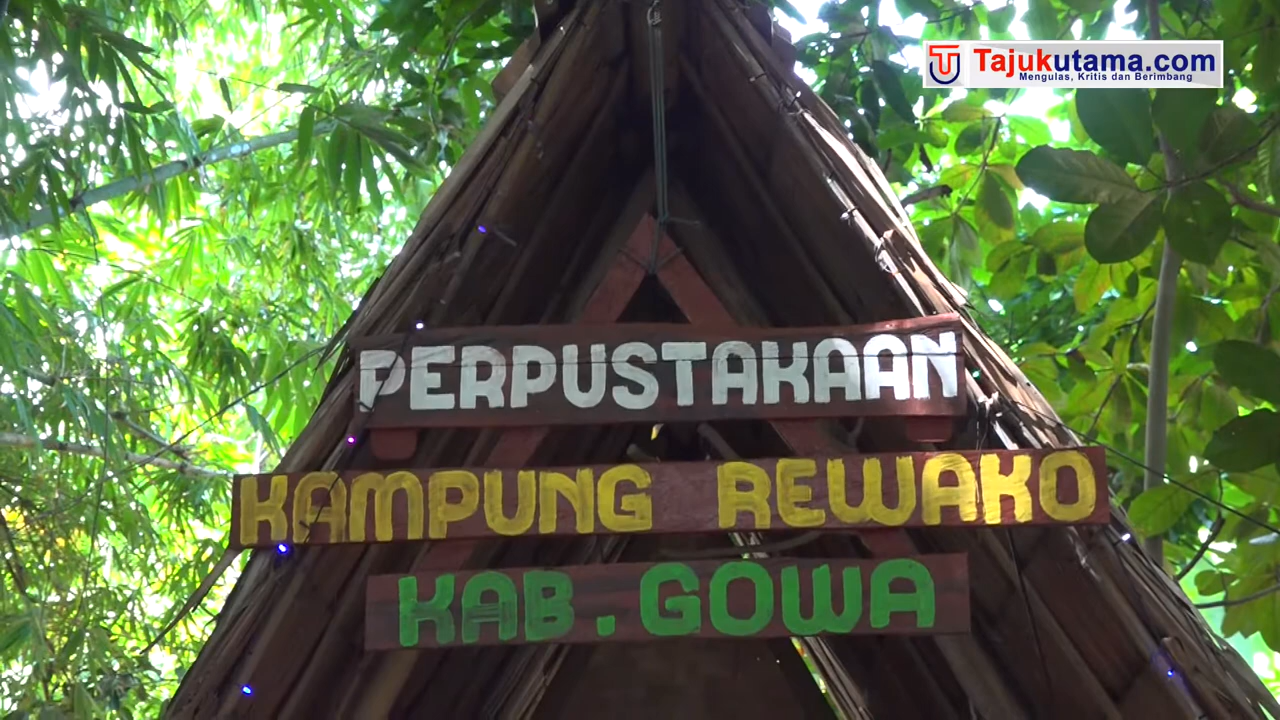 Tajukutama.com
Mengulas, Kritis dan Berimbang
PERPUSTAKAAN
KAMPUNG REWAKO
KAB. GOWA